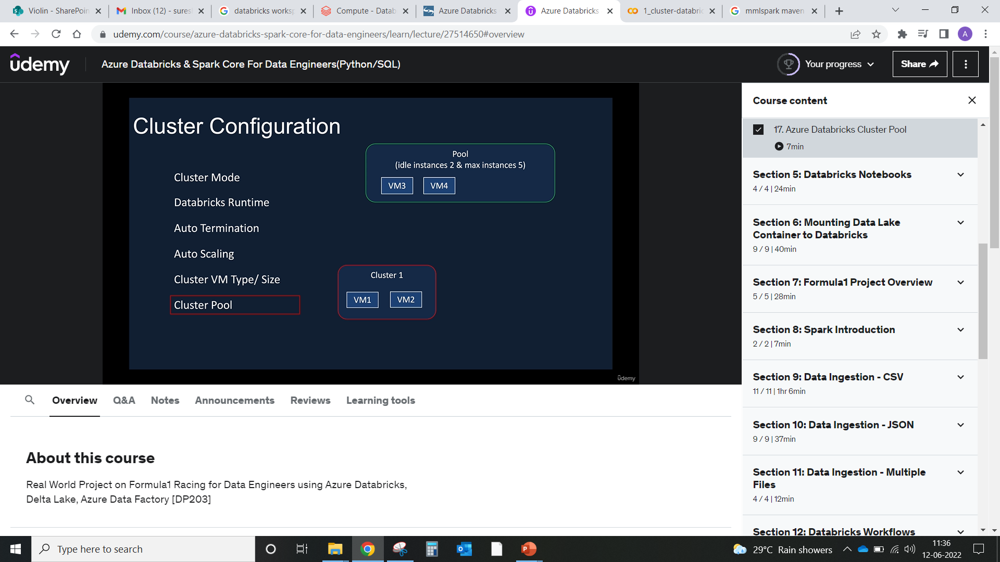 Violin - SharePoin
Inbox (12) - sures
databricks worksp
Compute - Datab
Azure Databricks
Azure Databricks
1_cluster-databric
mmlspark maven
udemy.com/course/azure-databricks-spark-core-for-data-engineers/learn/lecture/27514650#overview
A
udemy
Azure Databricks & Spark Core For Data Engineers(Python/SQL)
Your progress
Share
Cluster Configuration
Pool
(idle instances 2 & max instances 5)
VM3 VM4
Cluster Mode
Databricks Runtime
Auto Termination
Auto Scaling
Cluster VM Type/ Size
Cluster Pool
Cluster 1
VM1 VM2
udemy
Course content
17. Azure Databricks Cluster Pool
7min
Section 5: Databricks Notebooks
4 / 4 | 24min
Section 6: Mounting Data Lake
Container to Databricks
9 / 9 | 40min
Section 7: Formula1 Project Overview
5 / 5 | 28min
Section 8: Spark Introduction
2 / 2 | 7min
Section 9: Data Ingestion - CSV
11 / 11 | 1hr 6min
Section 10: Data Ingestion - JSON
9 / 9 | 37min
Section 11: Data Ingestion - Multiple
Files
4 / 4 | 12min
Section 12: Databricks Workflows
Overview Q&A Notes Announcements Reviews Learning tools
About this course
Real World Project on Formula1 Racing for Data Engineers using Azure Databricks,
Delta Lake, Azure Data Factory [DP203]
Type here to search
29°C Rain showers
11:36
12-06-2022